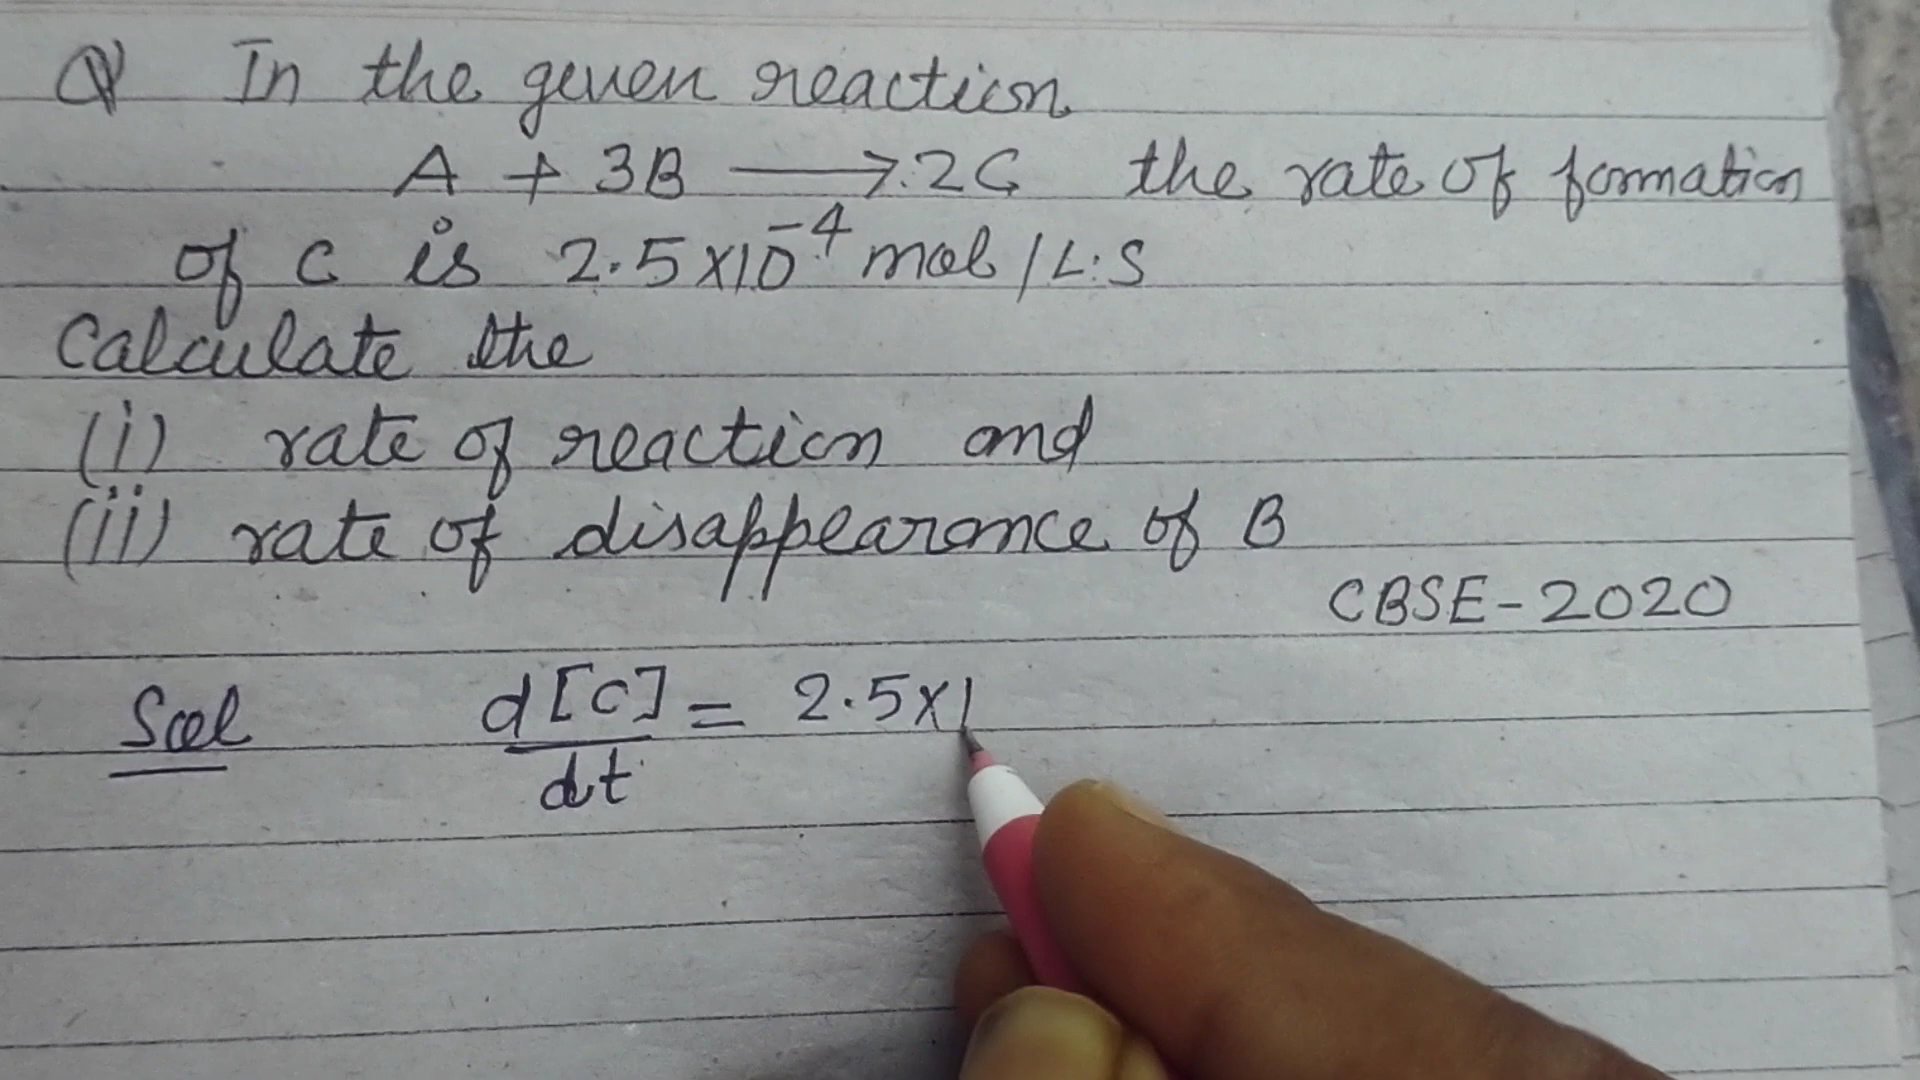 Q In the given reaction
A + 3B → 2C the rate of formation
of C is 2.5×10⁻⁴ mol/L.S
Calculate the
(i) rate of reaction and
(ii) rate of disappearance of B
CBSE-2020
Sol d[C]/dt = 2.5×1